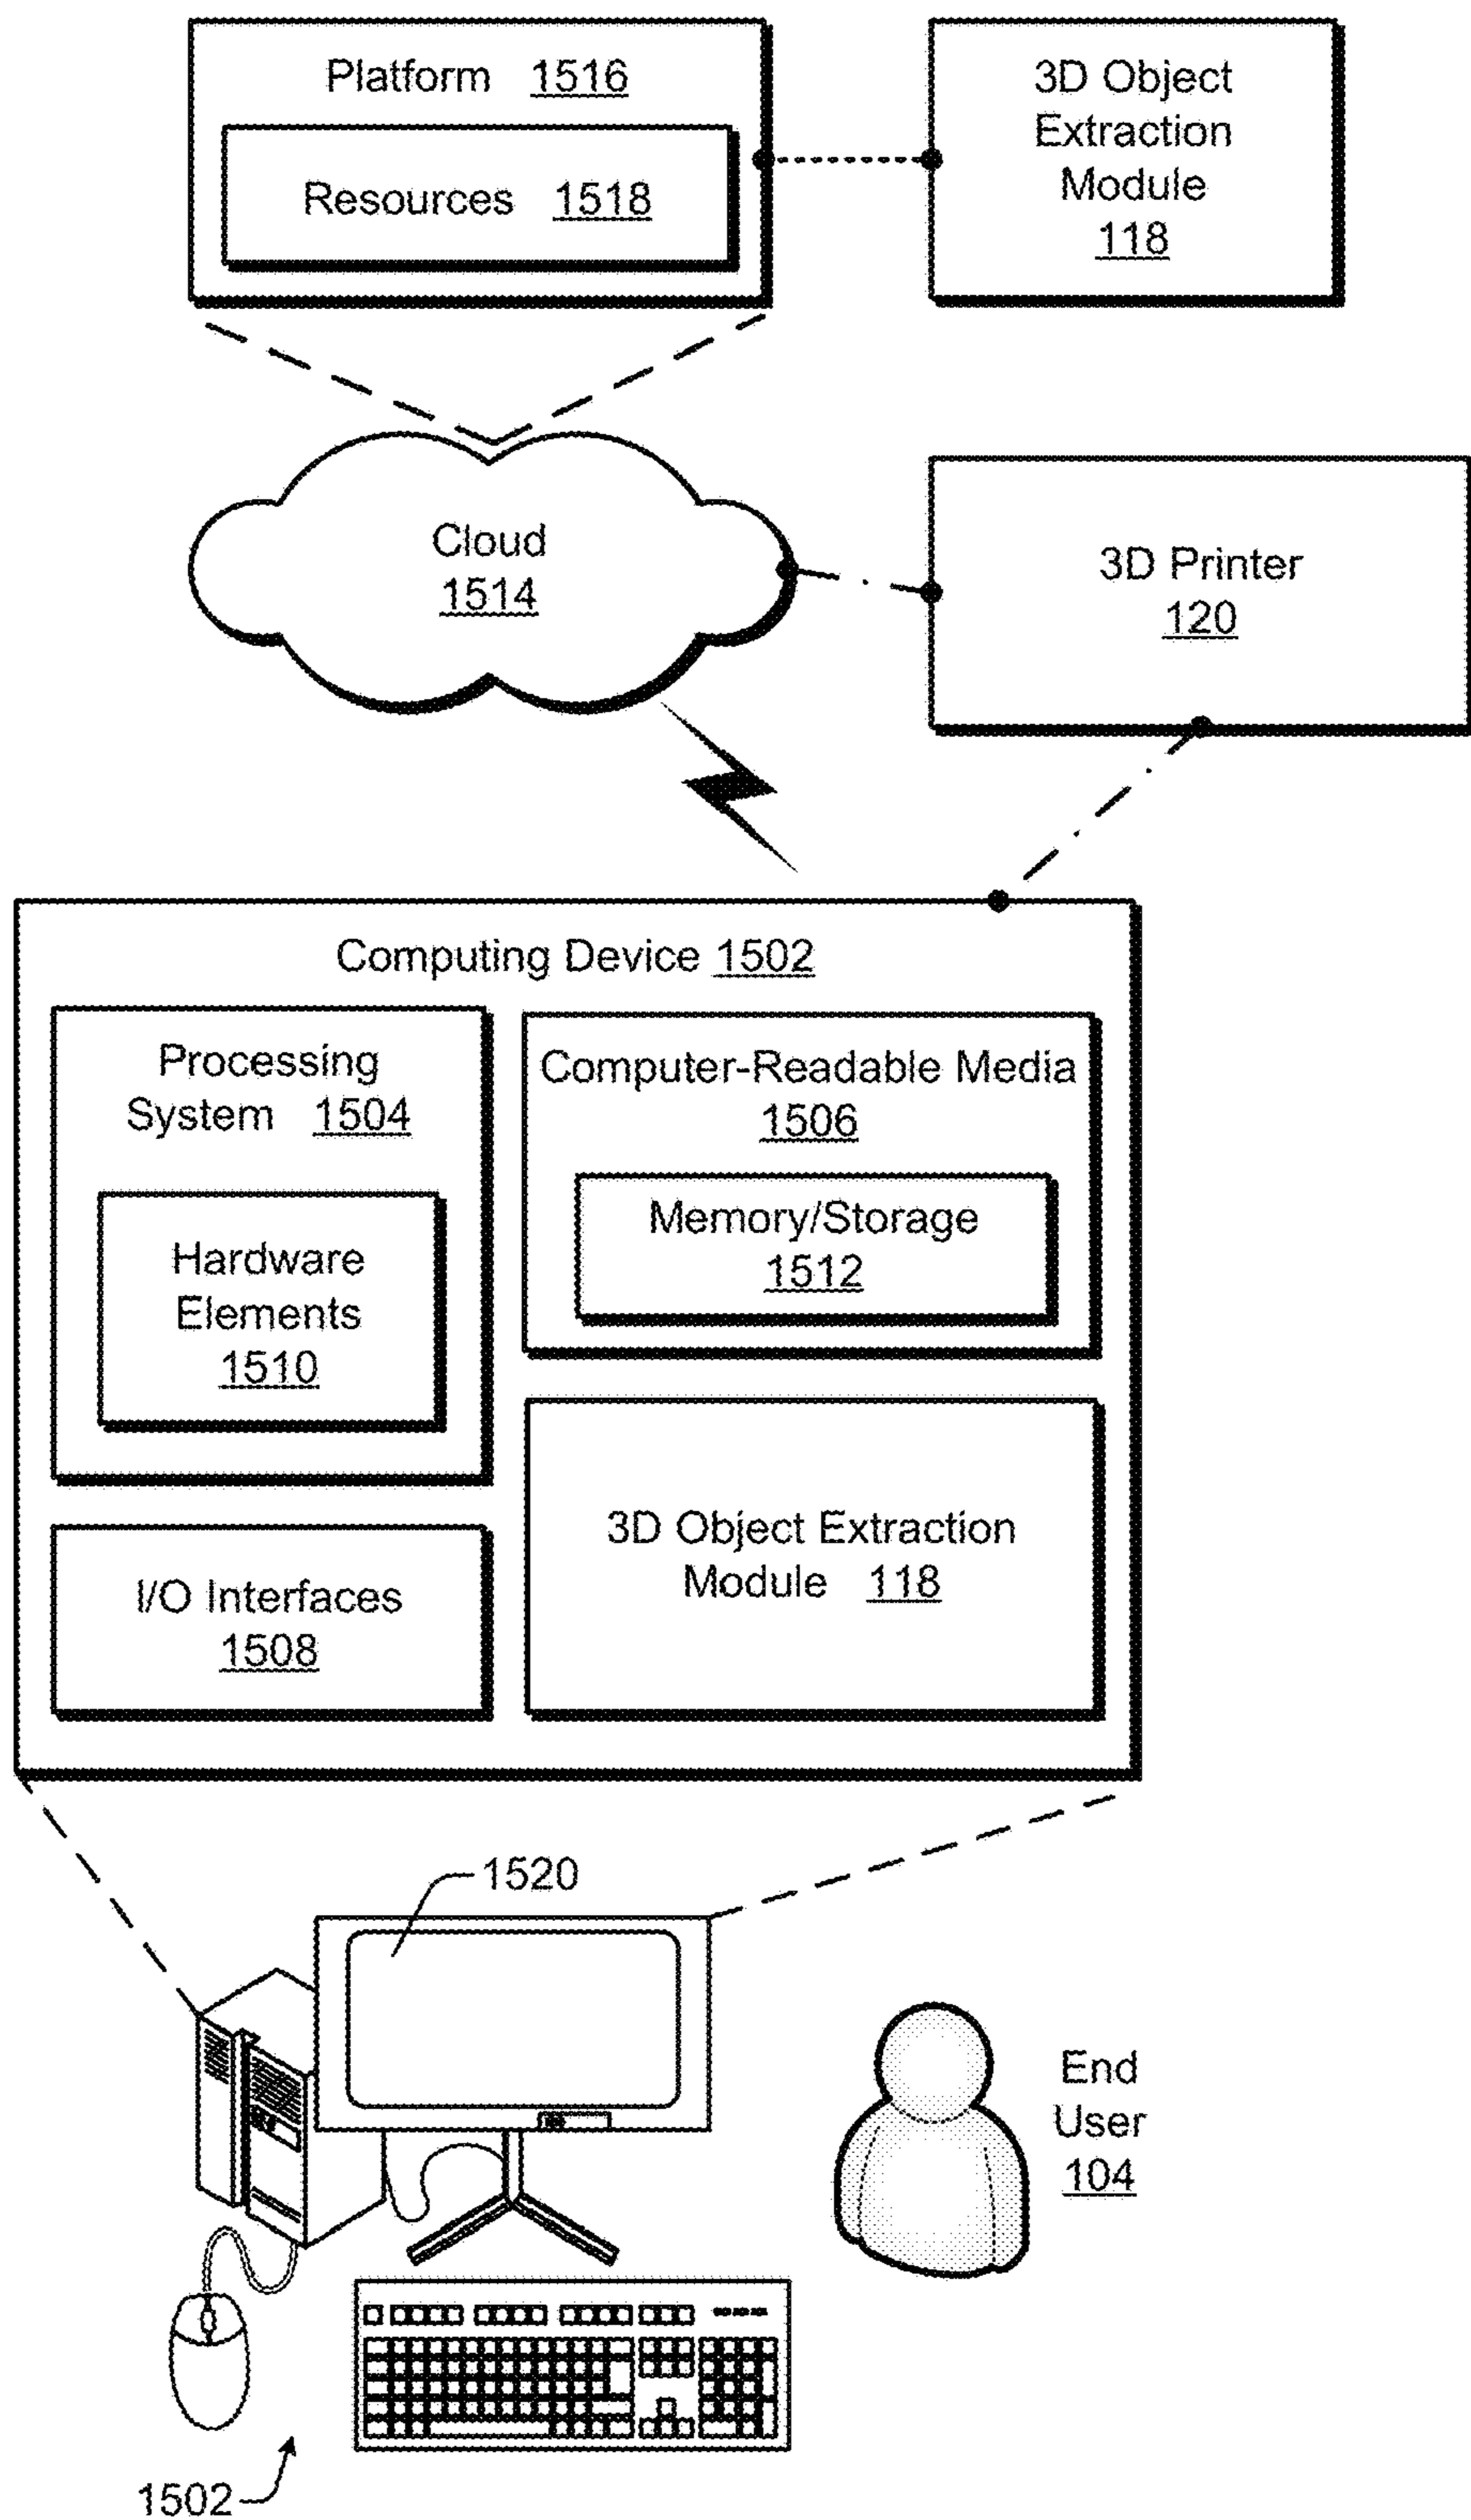 Platform 1516
Resources 1518
3D Object
Extraction
Module
118
Cloud
1514
3D Printer
120
Computing Device 1502
Processing
System 1504
Hardware
Elements
1510
Computer-Readable Media
1506
Memory/Storage
1512
I/O Interfaces
1508
3D Object Extraction
Module 118
1520
End
User
104
1502